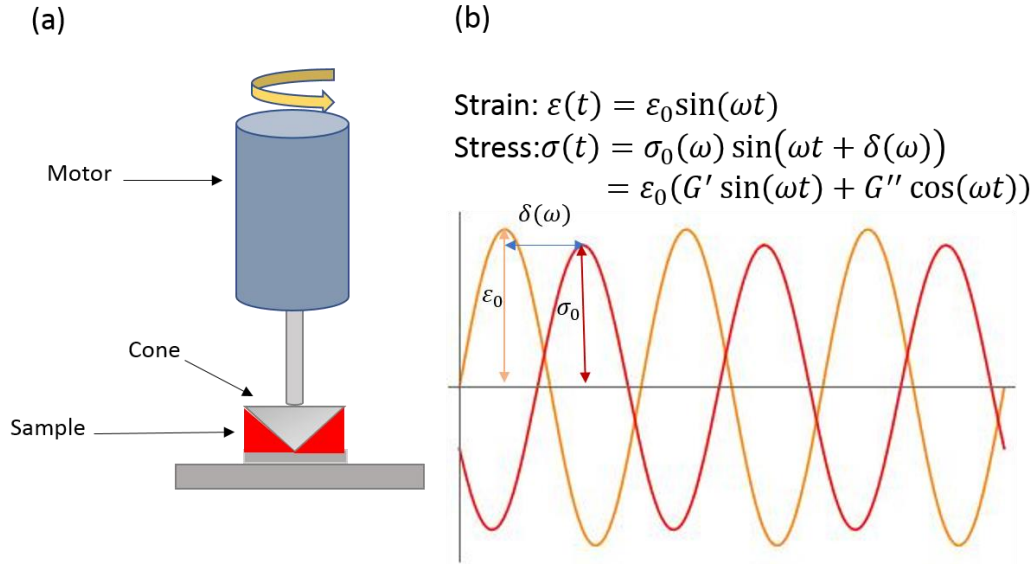 (a)
Motor
Cone
Sample
(b)
Strain: 𝜀(𝑡) = 𝜀₀sin(𝜔𝑡)
Stress:𝜎(𝑡) = 𝜎₀(𝜔) sin(𝜔𝑡 + 𝛿(𝜔))
= 𝜀₀(𝐺′ sin(𝜔𝑡) + 𝐺′′ cos(𝜔𝑡))
𝛿(𝜔)
𝜀₀
𝜎₀